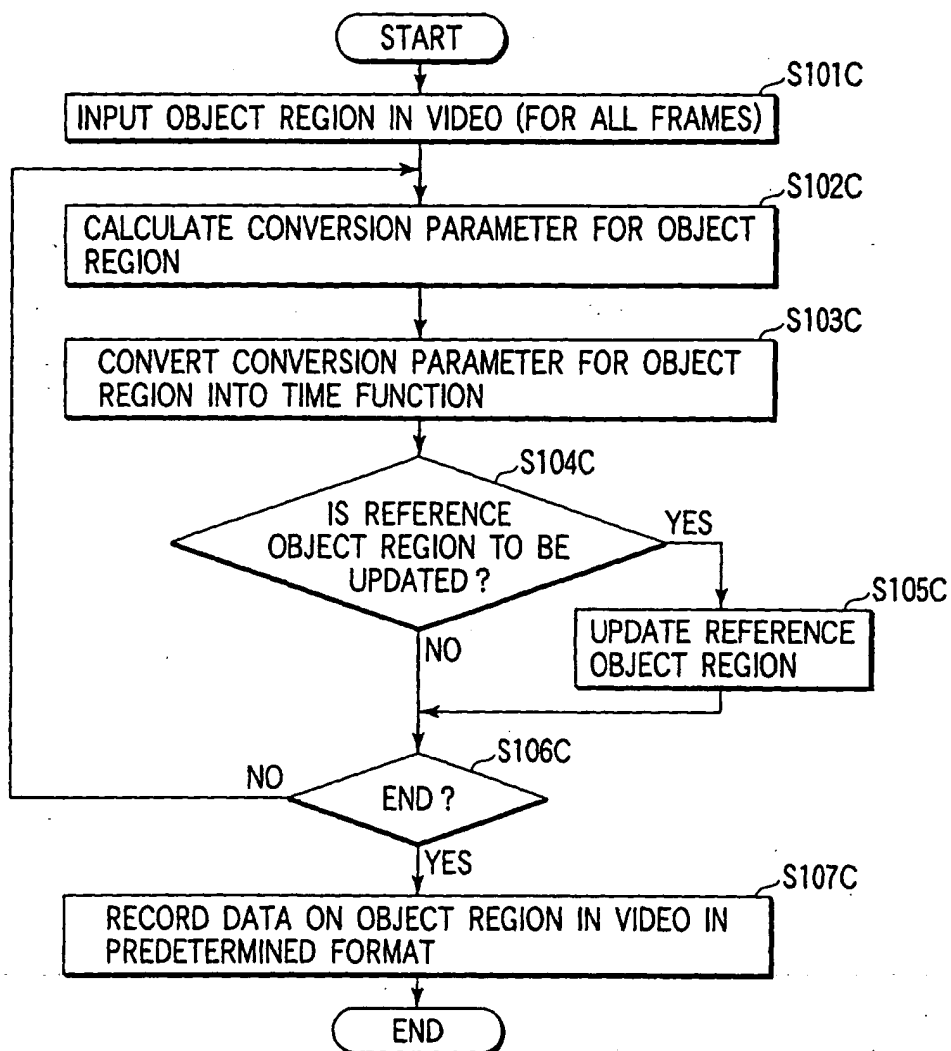 START
S101C
INPUT OBJECT REGION IN VIDEO (FOR ALL FRAMES)
S102C
CALCULATE CONVERSION PARAMETER FOR OBJECT
REGION
S103C
CONVERT CONVERSION PARAMETER FOR OBJECT
REGION INTO TIME FUNCTION
S104C
IS REFERENCE
OBJECT REGION TO BE
UPDATED?
YES
S105C
UPDATE REFERENCE
OBJECT REGION
NO
S106C
NO
END?
YES
S107C
RECORD DATA ON OBJECT REGION IN VIDEO IN
PREDETERMINED FORMAT
END